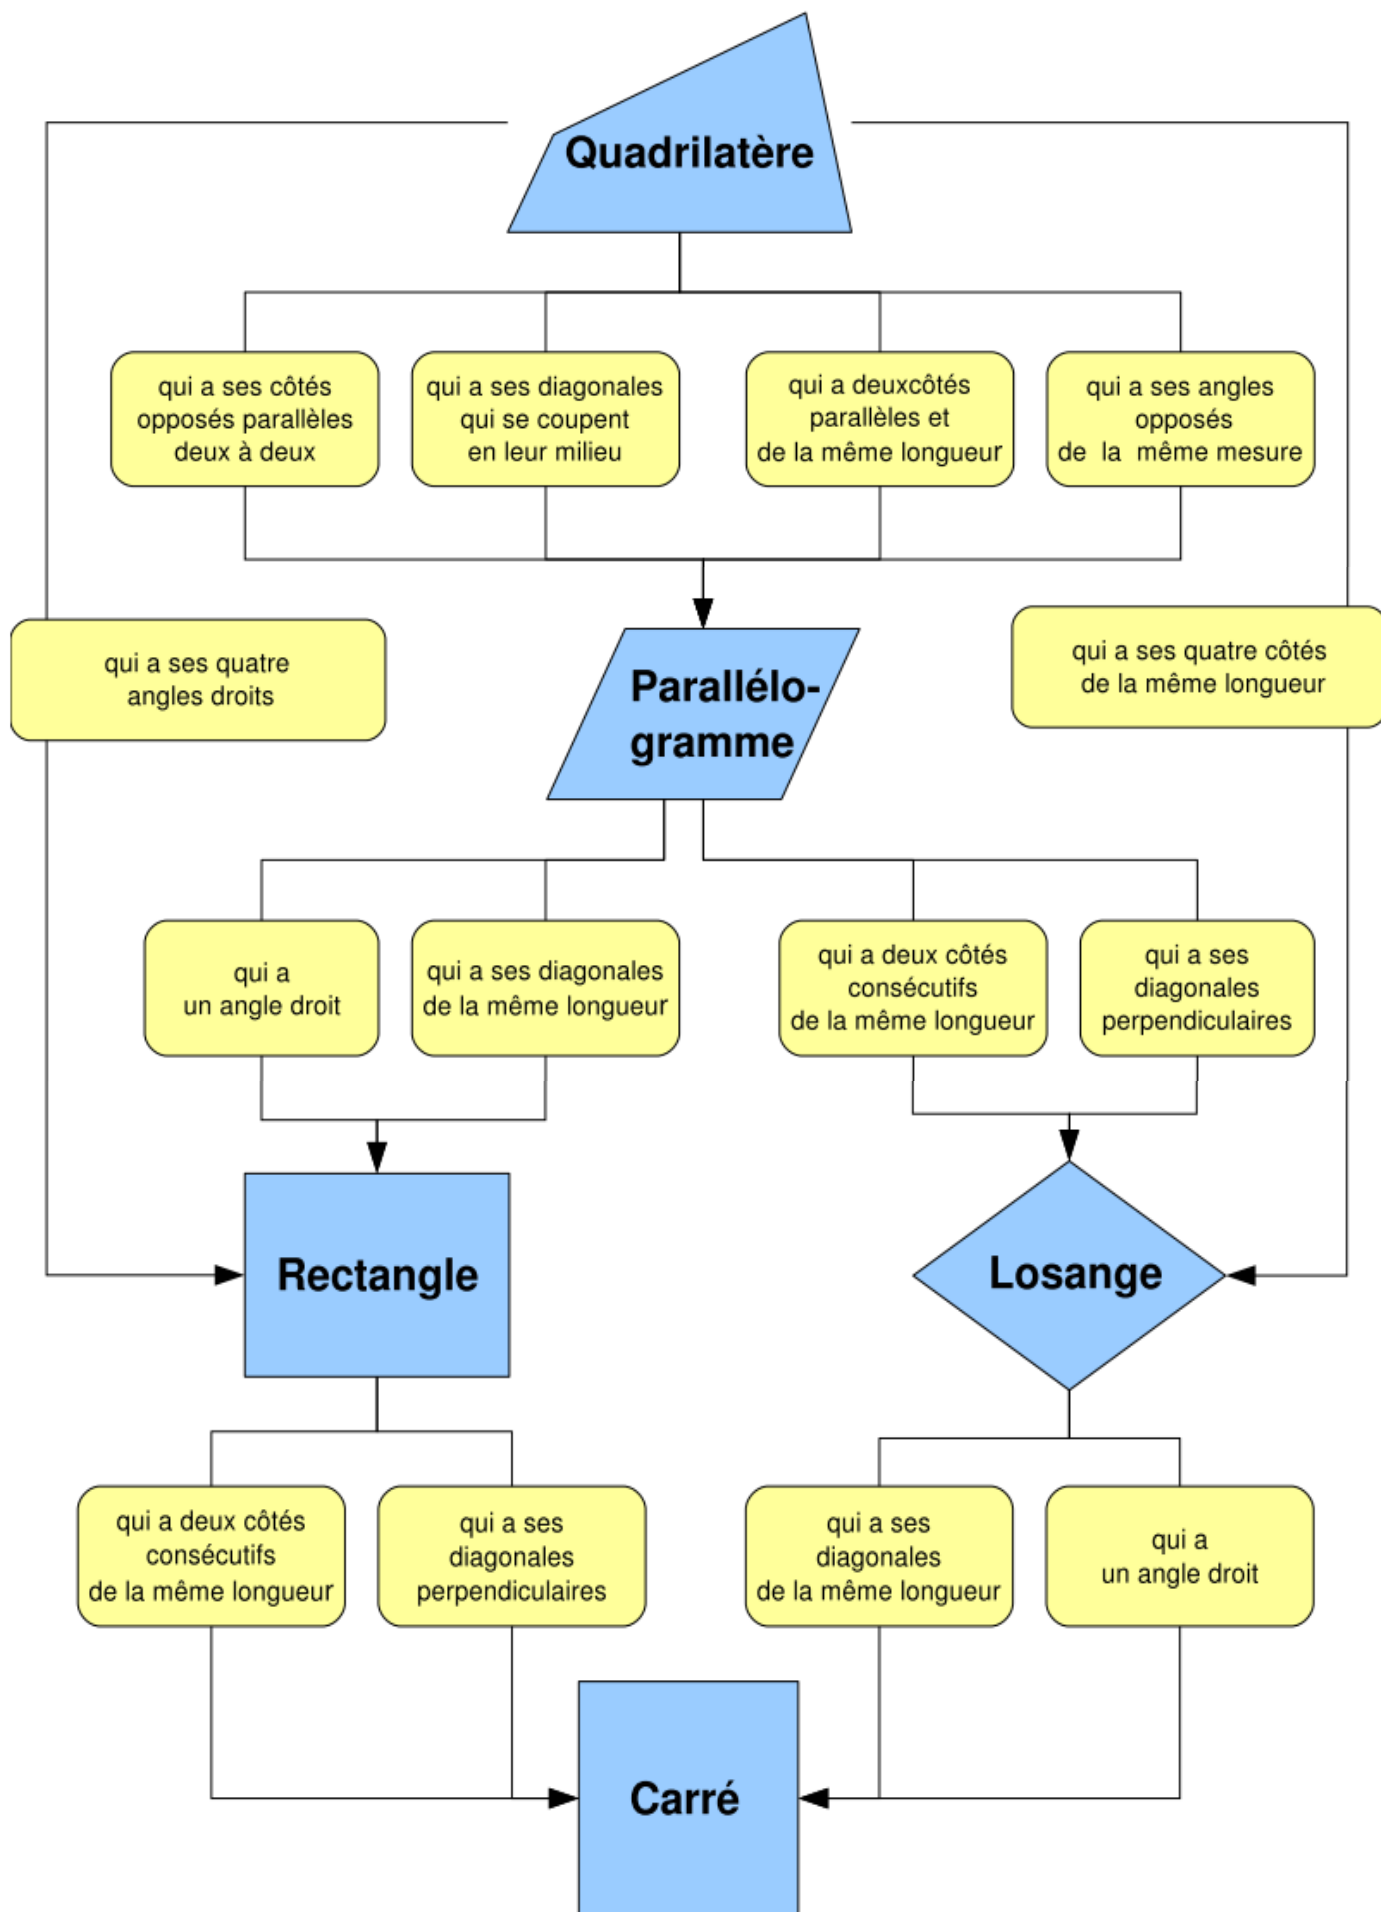 Quadrilatère
qui a ses côtés
opposés parallèles
deux à deux
qui a ses diagonales
qui se coupent
en leur milieu
qui a deuxcôtés
parallèles et
de la même longueur
qui a ses angles
opposés
de la même mesure
qui a ses quatre
angles droits
Parallélo-
gramme
qui a ses quatre côtés
de la même longueur
qui a
un angle droit
qui a ses diagonales
de la même longueur
qui a deux côtés
consécutifs
de la même longueur
qui a ses
diagonales
perpendiculaires
Rectangle
Losange
qui a deux côtés
consécutifs
de la même longueur
qui a ses
diagonales
perpendiculaires
qui a ses
diagonales
de la même longueur
qui a
un angle droit
Carré